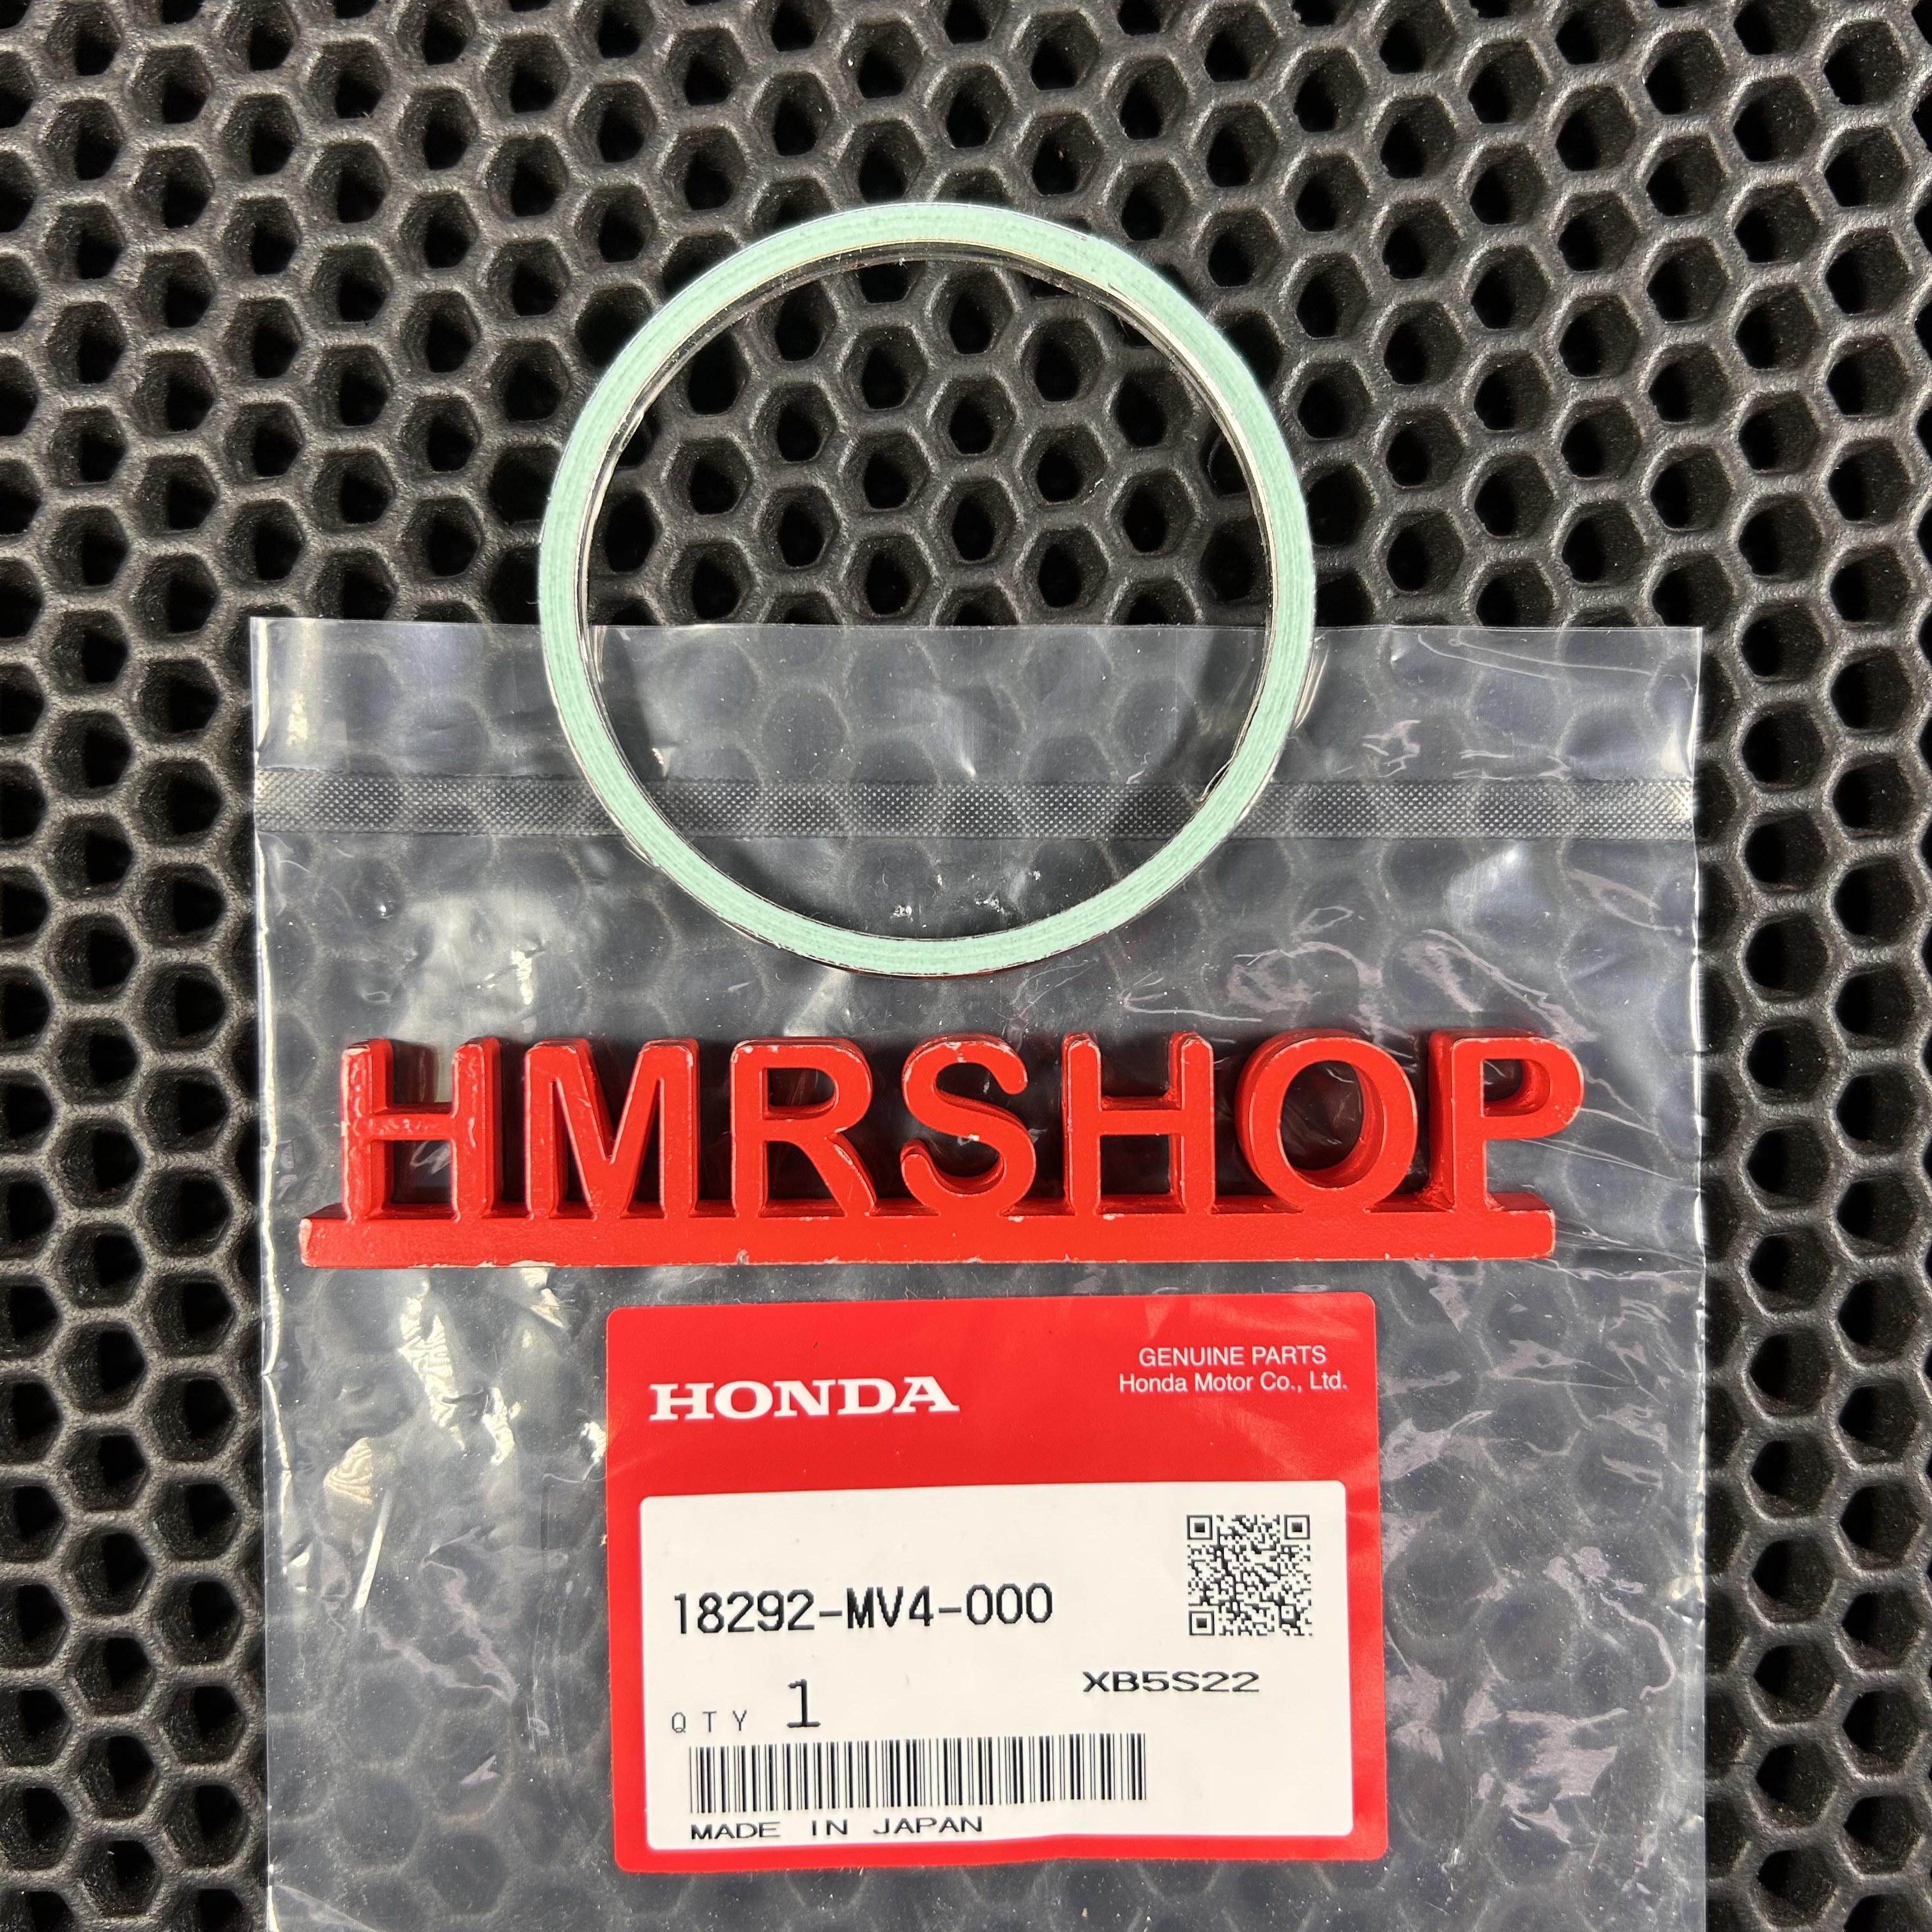 HMRSHOP
HONDA
GENUINE PARTS
Honda Motor Co., Ltd.
18292-MV4-000
XB5S22
QTY 1
MADE IN JAPAN